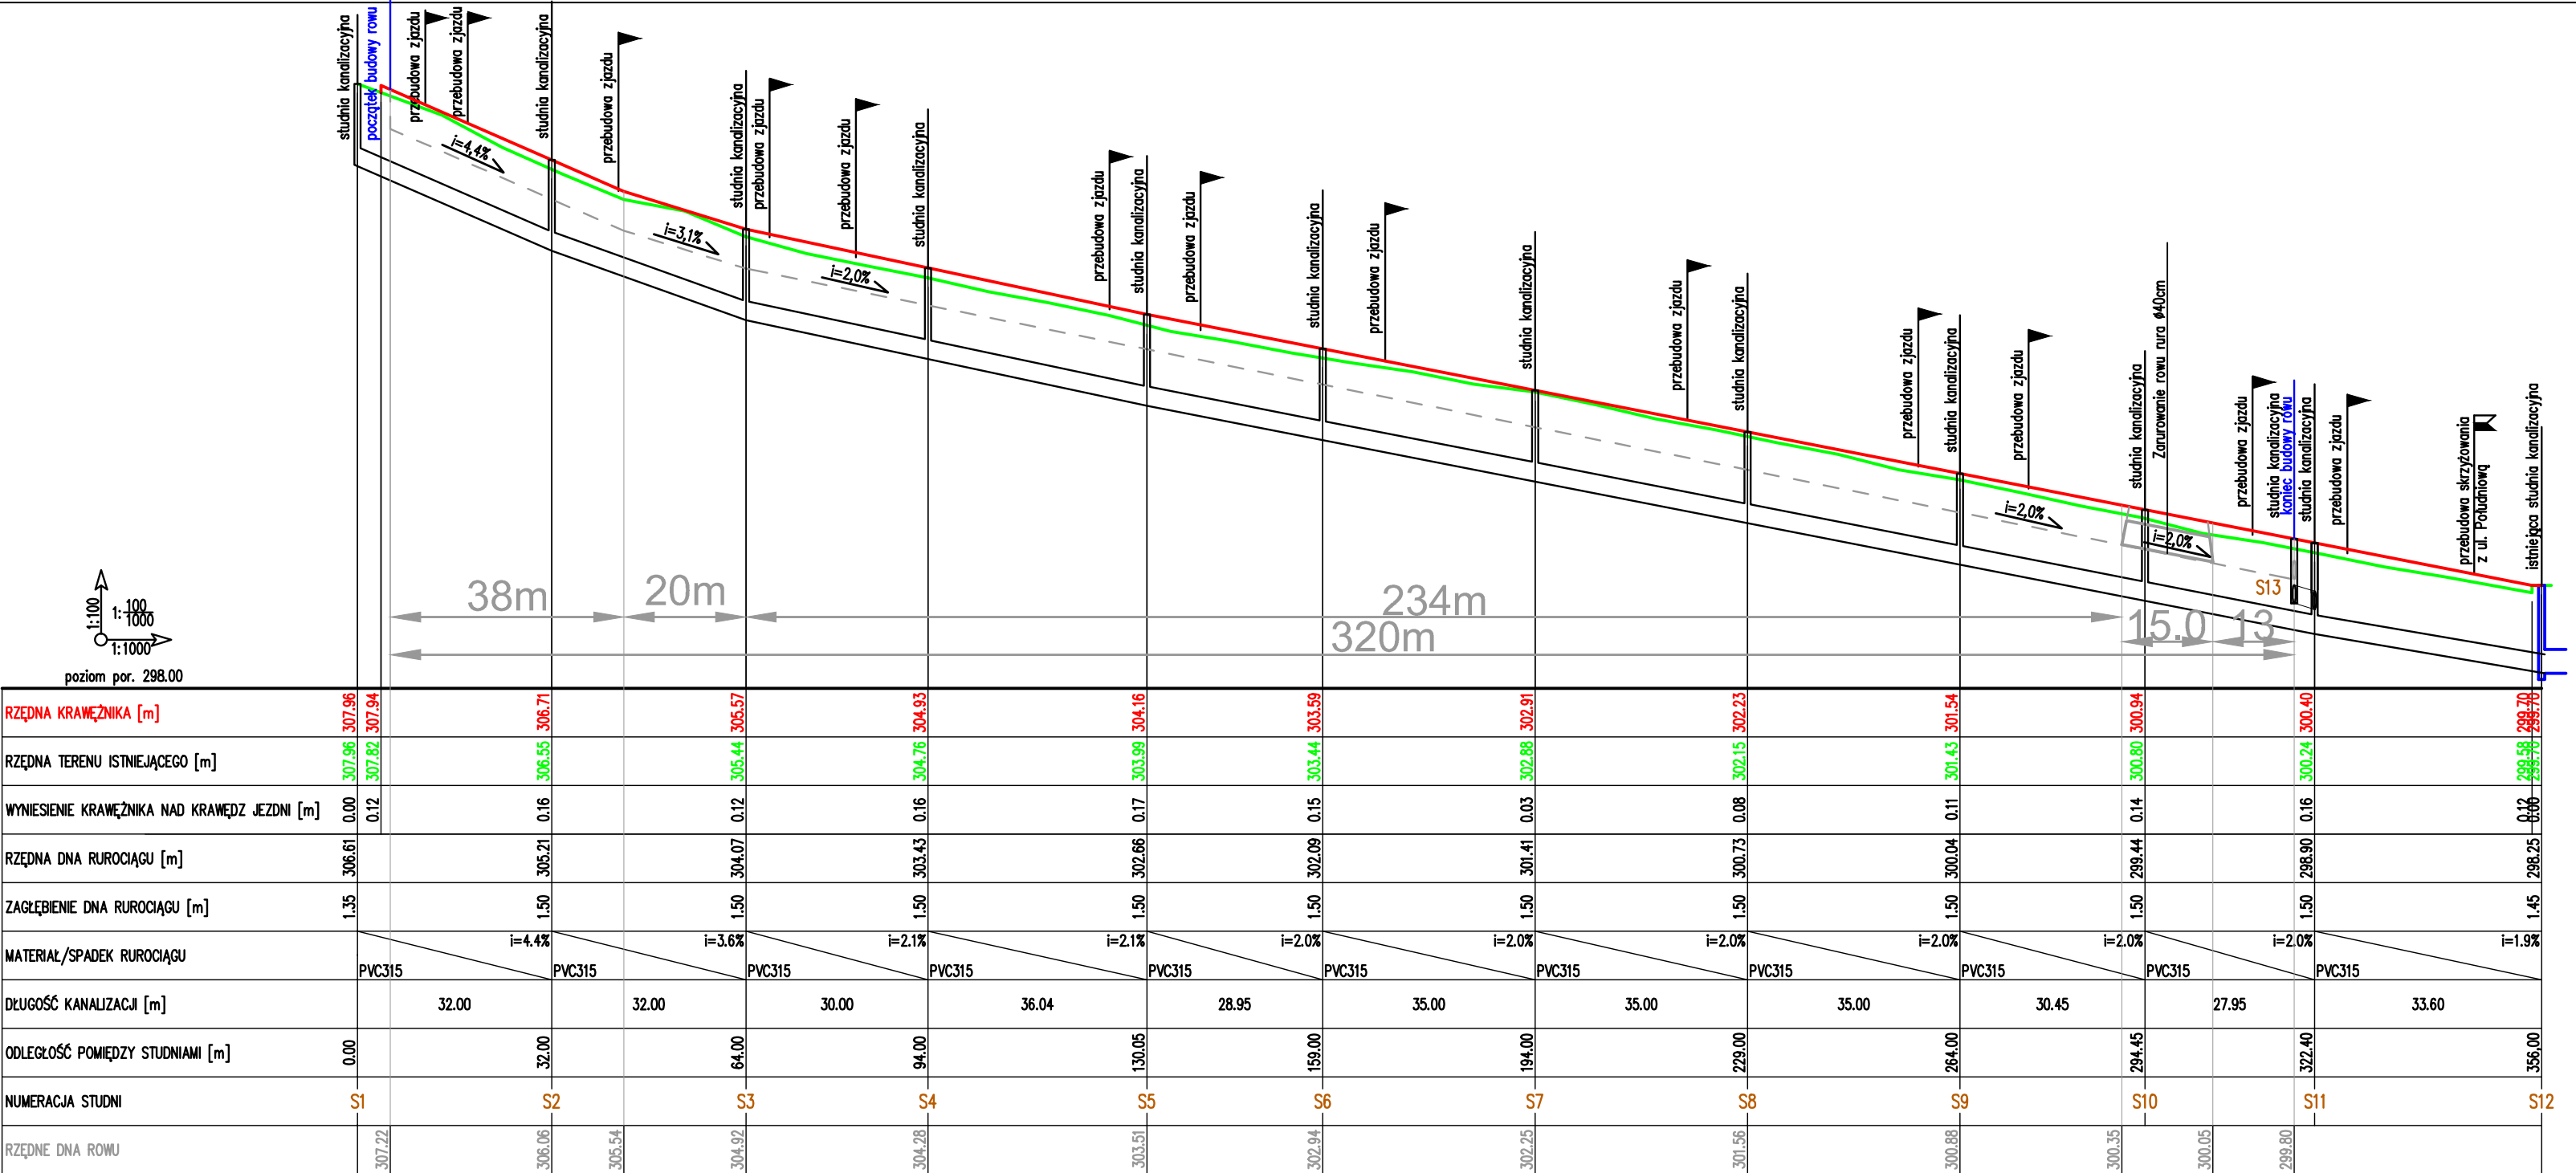 studnia kanalizacyjna
początek budowy rowu
przebudowa zjazdu
przebudowa zjazdu
studnia kanalizacyjna
przebudowa zjazdu
studnia kanalizacyjna
przebudowa zjazdu
przebudowa zjazdu
studnia kanalizacyjna
przebudowa zjazdu
studnia kanalizacyjna
przebudowa zjazdu
studnia kanalizacyjna
przebudowa zjazdu
studnia kanalizacyjna
przebudowa zjazdu
studnia kanalizacyjna
przebudowa zjazdu
studnia kanalizacyjna
przebudowa zjazdu
studnia kanalizacyjna
Zarurowanie rowu rura ø40cm
przebudowa zjazdu
studnia kanalizacyjna
koniec budowy rowu
studnia kanalizacyjna
przebudowa zjazdu
przebudowa skrzyżowania
z ul. Południową
istniejąca studnia kanalizacyjna
i=4,4%
i=3,1%
i=2,0%
i=2,0%
i=2,0%
S13
38m
20m
234m
15.0
13
320m
1:100
1: 100
1000
1:1000
poziom por. 298.00
RZĘDNA KRAWĘŻNIKA [m] 307.96 307.94 306.71 305.57 304.93 304.16 303.59 302.91 302.23 301.54 300.94 300.40 299.70 299.70
RZĘDNA TERENU ISTNIEJĄCEGO [m] 307.96 307.82 306.55 305.44 304.76 303.99 303.44 302.88 302.15 301.43 300.80 300.24 299.58 299.70
WYNIESIENIE KRAWĘŻNIKA NAD KRAWĘDZ JEZDNI [m] 0.00 0.12 0.16 0.12 0.16 0.17 0.15 0.03 0.08 0.11 0.14 0.16 0.12 0.00
RZĘDNA DNA RUROCIĄGU [m] 306.61 305.21 304.07 303.43 302.66 302.09 301.41 300.73 300.04 299.44 298.90 298.25
ZAGŁĘBIENIE DNA RUROCIĄGU [m] 1.35 1.50 1.50 1.50 1.50 1.50 1.50 1.50 1.50 1.50 1.50 1.45
MATERIAŁ/SPADEK RUROCIĄGU
i=4.4% i=3.6% i=2.1% i=2.1% i=2.0% i=2.0% i=2.0% i=2.0% i=2.0% i=2.0% i=1.9%
PVC315 PVC315 PVC315 PVC315 PVC315 PVC315 PVC315 PVC315 PVC315 PVC315 PVC315
DŁUGOŚĆ KANALIZACJI [m] 32.00 32.00 30.00 36.04 28.95 35.00 35.00 35.00 30.45 27.95 33.60
ODLEGŁOŚĆ POMIĘDZY STUDNIAMI [m] 0.00 32.00 64.00 94.00 130.05 159.00 194.00 229.00 264.00 294.45 322.40 356.00
NUMERACJA STUDNI S1 S2 S3 S4 S5 S6 S7 S8 S9 S10 S11 S12
RZĘDNE DNA ROWU 307.22 306.06 305.54 304.92 304.28 303.51 302.94 302.25 301.56 300.88 300.35 300.05 299.80